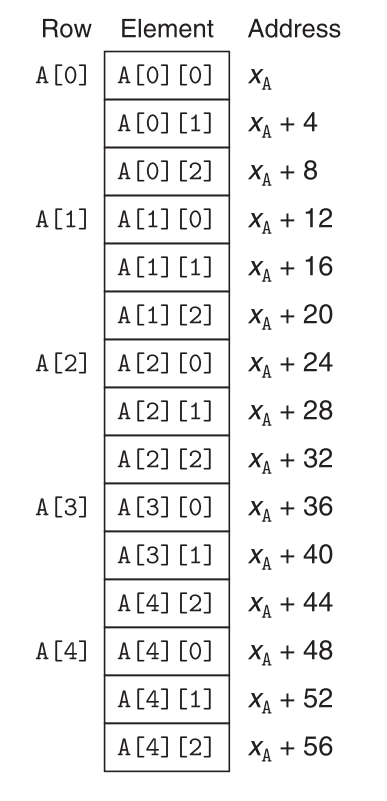 Row Element Address
A[0] A[0][0] xA
A[0][1] xA + 4
A[0][2] xA + 8
A[1] A[1][0] xA + 12
A[1][1] xA + 16
A[1][2] xA + 20
A[2] A[2][0] xA + 24
A[2][1] xA + 28
A[2][2] xA + 32
A[3] A[3][0] xA + 36
A[3][1] xA + 40
A[4][2] xA + 44
A[4] A[4][0] xA + 48
A[4][1] xA + 52
A[4][2] xA + 56